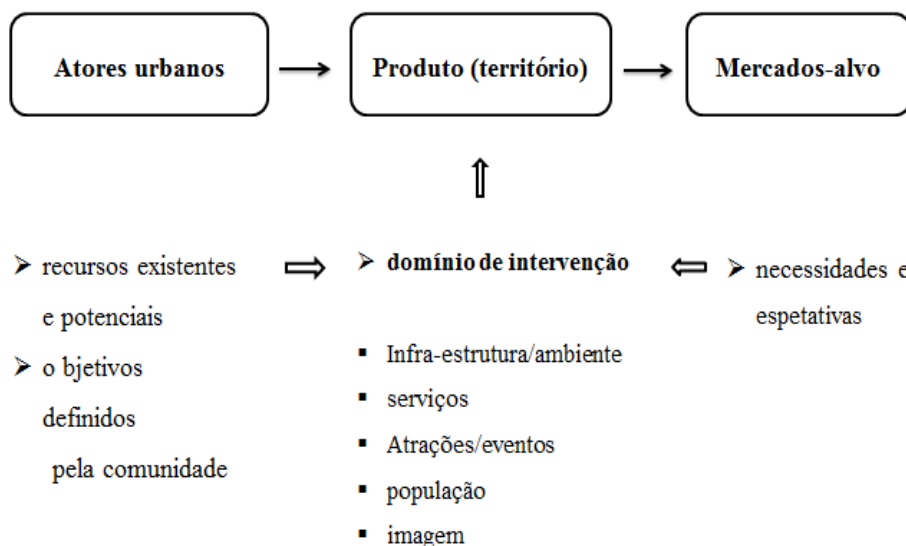 Atores urbanos
Produto (território)
Mercados-alvo
recursos existentes
e potenciais
o bjetivos
definidos
pela comunidade
domínio de intervenção
Infra-estrutura/ambiente
serviços
Atrações/eventos
população
imagem
necessidades e
espetativas